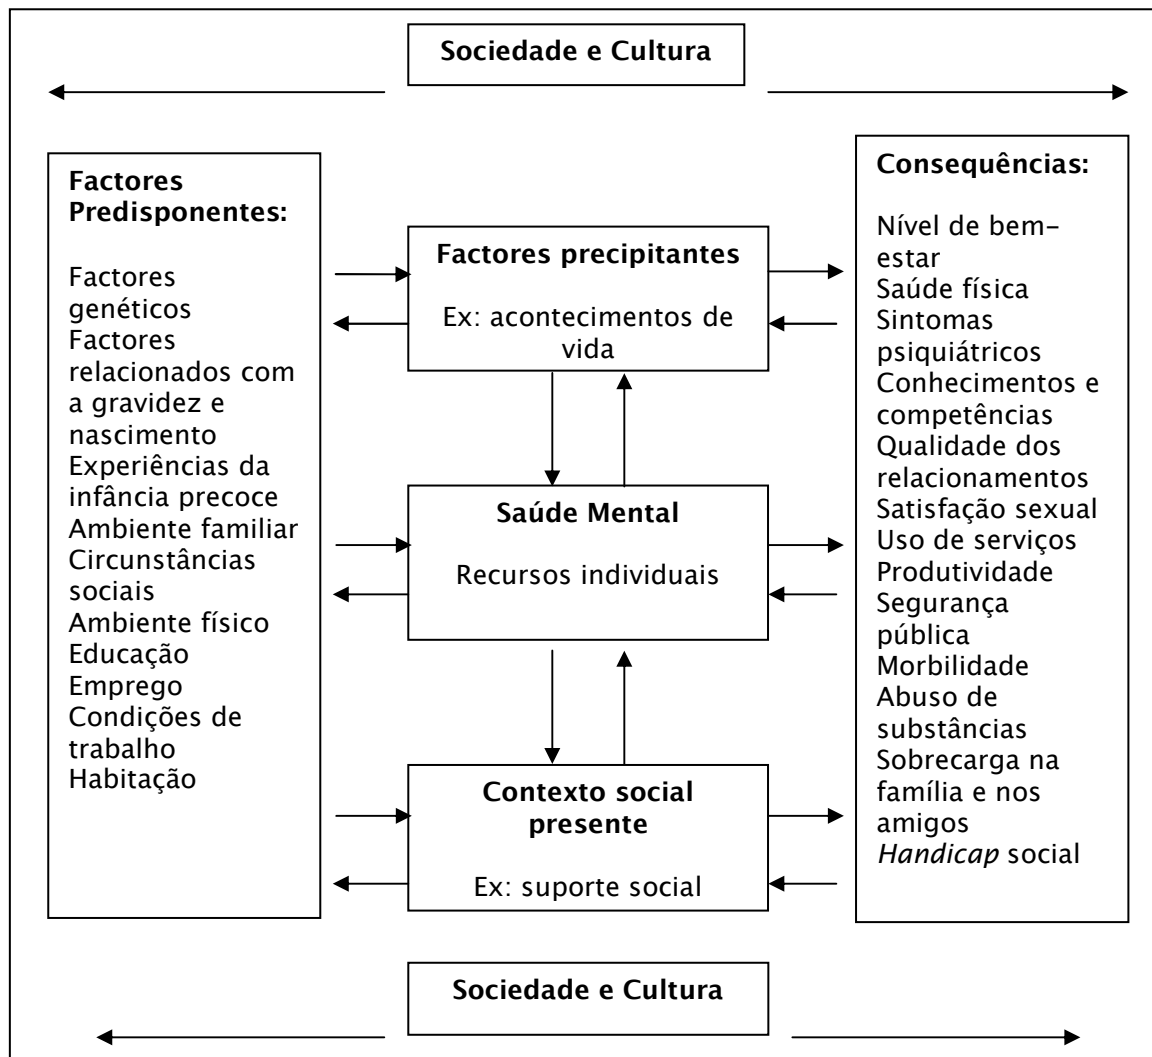 Sociedade e Cultura
Factores
Predisponentes:
Factores
genéticos
Factores
relacionados com
a gravidez e
nascimento
Experiências da
infância precoce
Ambiente familiar
Circunstâncias
sociais
Ambiente físico
Educação
Emprego
Condições de
trabalho
Habitação
Factores precipitantes
Ex: acontecimentos de
vida
Saúde Mental
Recursos individuais
Contexto social
presente
Ex: suporte social
Consequências:
Nível de bem-
estar
Saúde física
Sintomas
psiquiátricos
Conhecimentos e
competências
Qualidade dos
relacionamentos
Satisfação sexual
Uso de serviços
Produtividade
Segurança
pública
Morbilidade
Abuso de
substâncias
Sobrecarga na
família e nos
amigos
Handicap social
Sociedade e Cultura